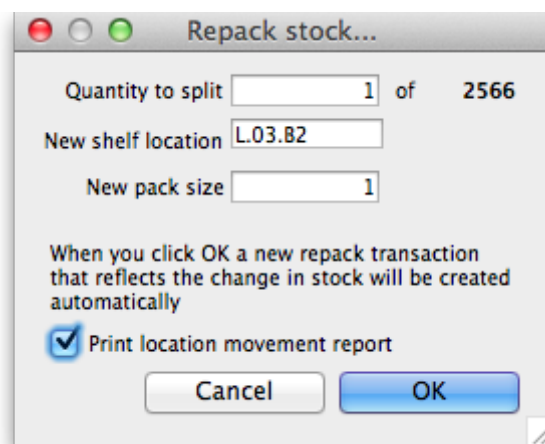 Repack stock...
Quantity to split 1 of 2566
New shelf location L.03.B2
New pack size 1
When you click OK a new repack transaction
that reflects the change in stock will be created
automatically
Print location movement report
Cancel OK